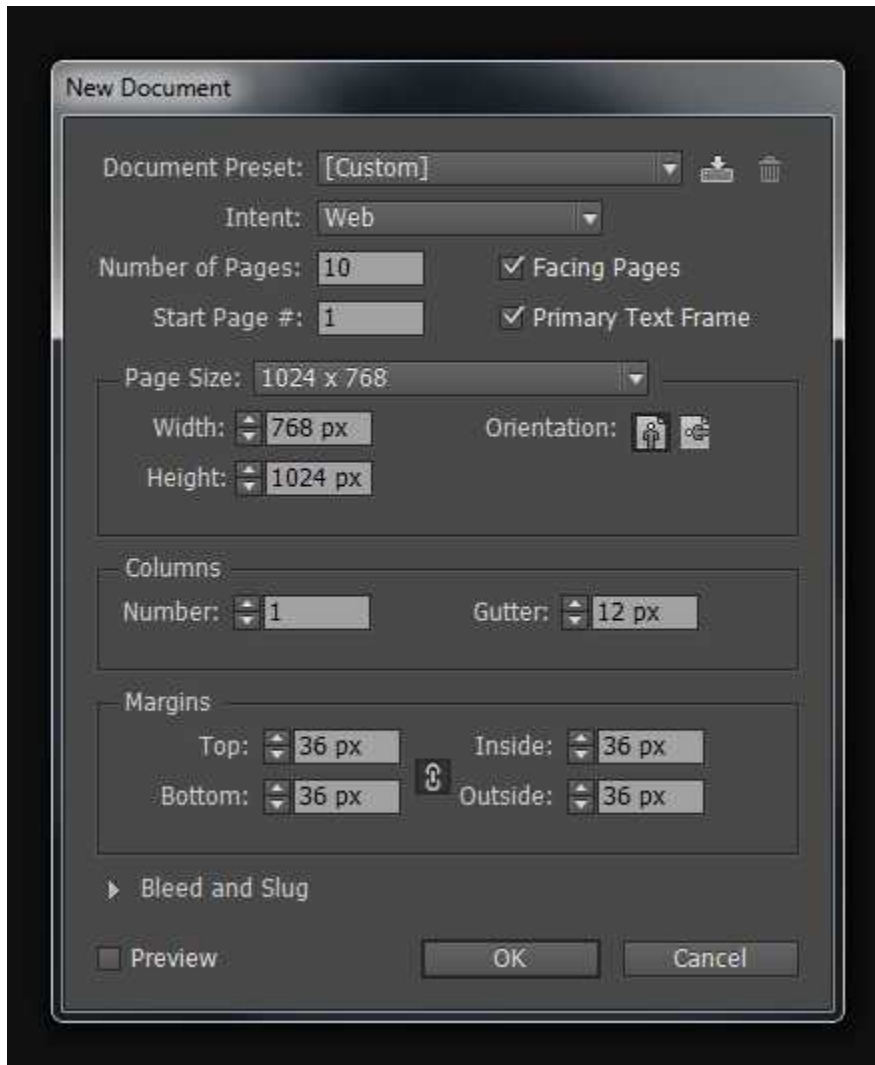 New Document
Document Preset: [Custom]
Intent: Web
Number of Pages: 10 Facing Pages
Start Page #: 1 Primary Text Frame
Page Size: 1024 x 768
Width: 768 px Orientation:
Height: 1024 px
Columns
Number: 1 Gutter: 12 px
Margins
Top: 36 px Inside: 36 px
Bottom: 36 px Outside: 36 px
Bleed and Slug
Preview OK Cancel